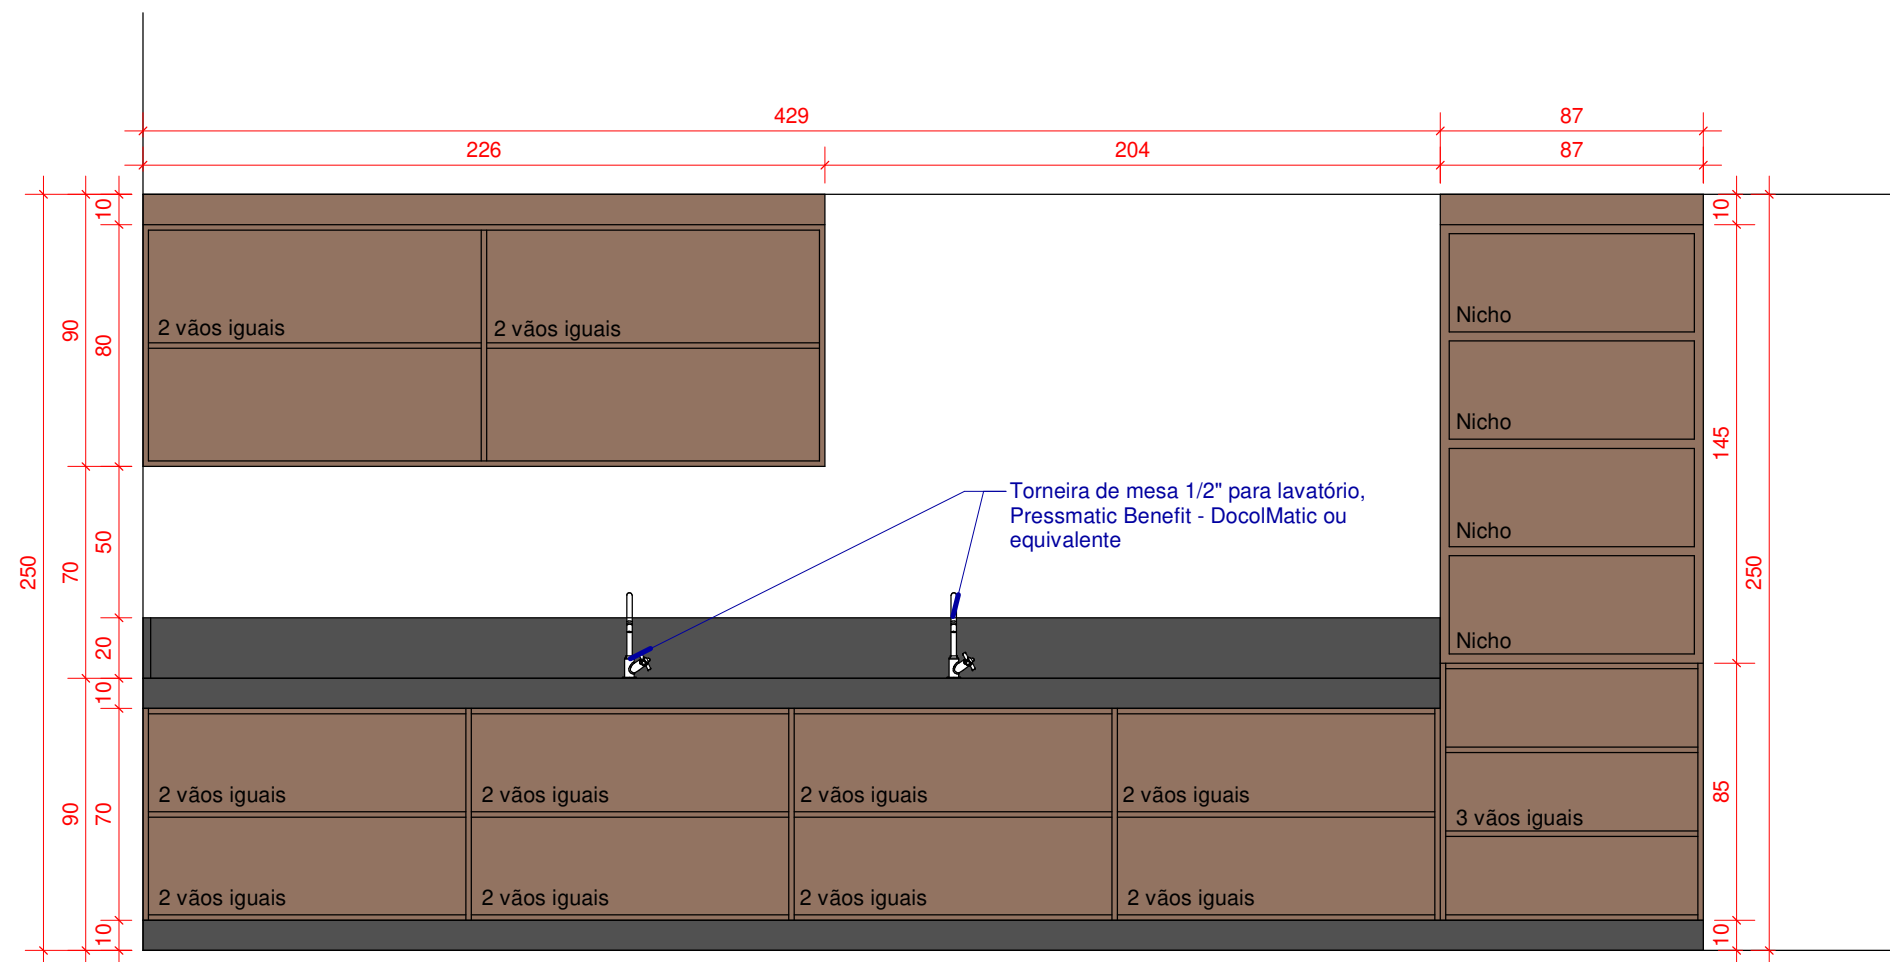 429
87
226
204
87
10
10
90
80
2 vãos iguais
2 vãos iguais
Nicho
Nicho
145
Torneira de mesa 1/2" para lavatório,
Pressmatic Benefit - DocolMatic ou
equivalente
Nicho
250
70
50
250
20
Nicho
10
2 vãos iguais
2 vãos iguais
2 vãos iguais
2 vãos iguais
85
90
70
3 vãos iguais
2 vãos iguais
2 vãos iguais
2 vãos iguais
2 vãos iguais
10
10